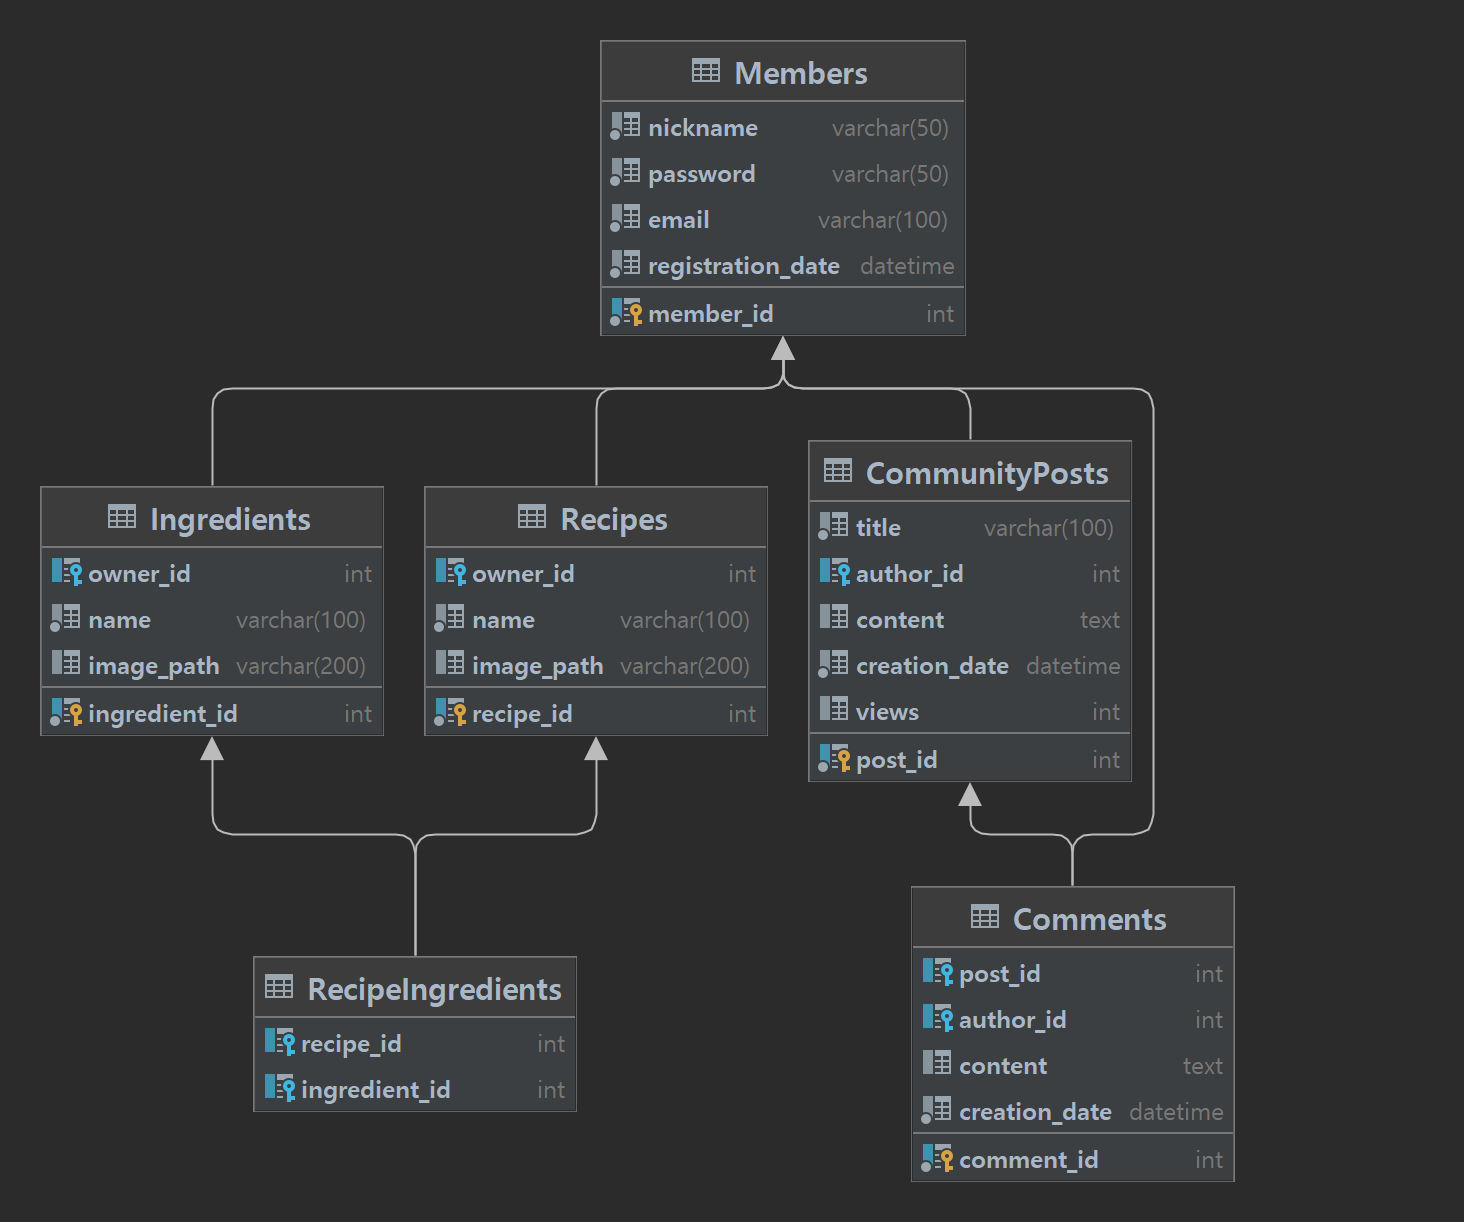 Members
nickname varchar(50)
password varchar(50)
email varchar(100)
registration_date datetime
member_id int
Ingredients
owner_id int
name varchar(100)
image_path varchar(200)
ingredient_id int
Recipes
owner_id int
name varchar(100)
image_path varchar(200)
recipe_id int
CommunityPosts
title varchar(100)
author_id int
content text
creation_date datetime
views int
post_id int
RecipeIngredients
recipe_id int
ingredient_id int
Comments
post_id int
author_id int
content text
creation_date datetime
comment_id int